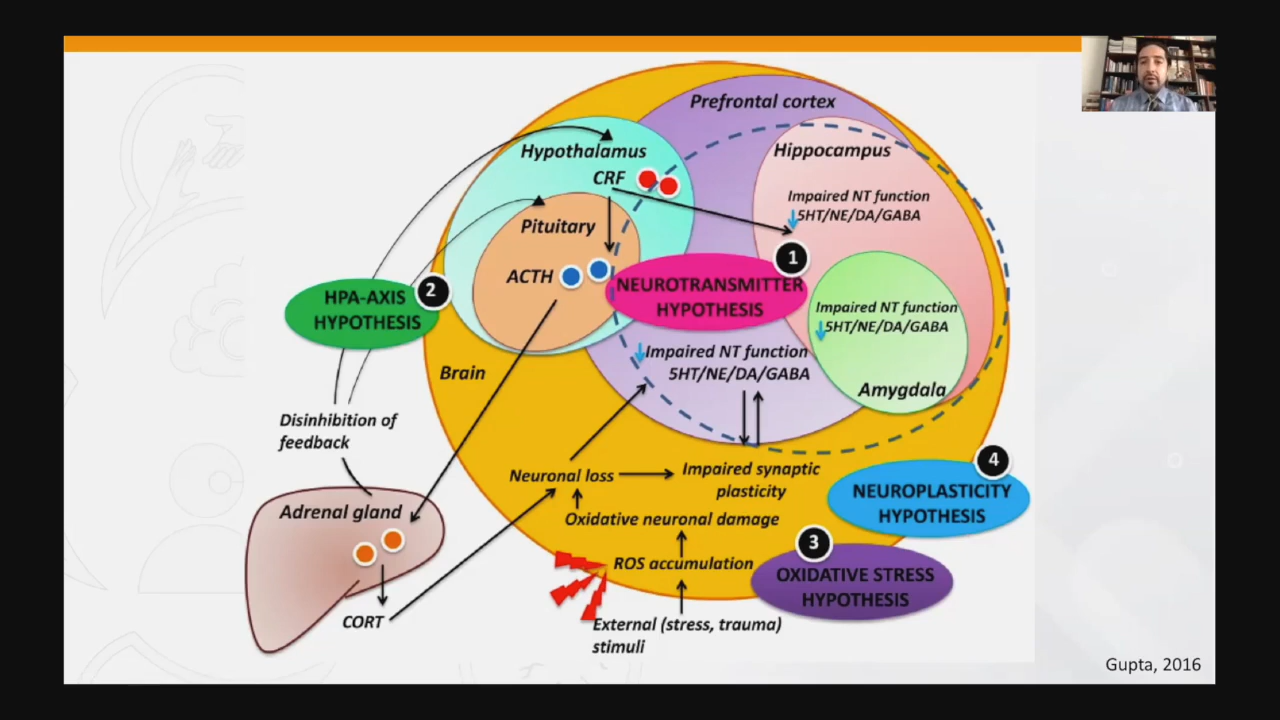 Prefrontal cortex
Hypothalamus
CRF
Hippocampus
Impaired NT function
5HT/NE/DA/GABA
Pituitary
ACTH
1
NEUROTRANSMITTER
HYPOTHESIS
2
HPA-AXIS
HYPOTHESIS
Impaired NT function
5HT/NE/DA/GABA
Impaired NT function
5HT/NE/DA/GABA
Brain
Amygdala
Disinhibition of
feedback
Neuronal loss
Impaired synaptic
plasticity
4
NEUROPLASTICITY
HYPOTHESIS
Adrenal gland
Oxidative neuronal damage
3
ROS accumulation
OXIDATIVE STRESS
HYPOTHESIS
CORT
External (stress, trauma)
stimuli
Gupta, 2016